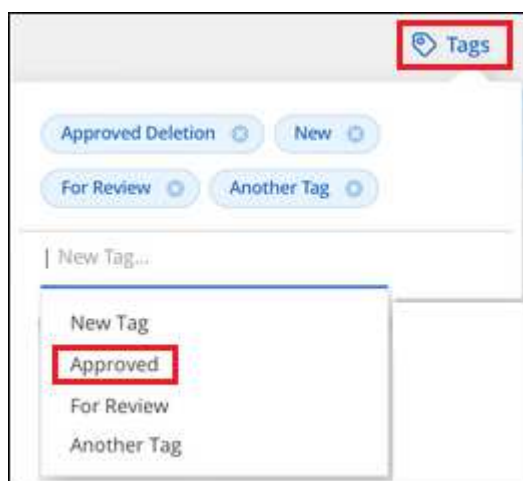 Tags
Approved Deletion New
For Review Another Tag
New Tag...
New Tag
Approved
For Review
Another Tag